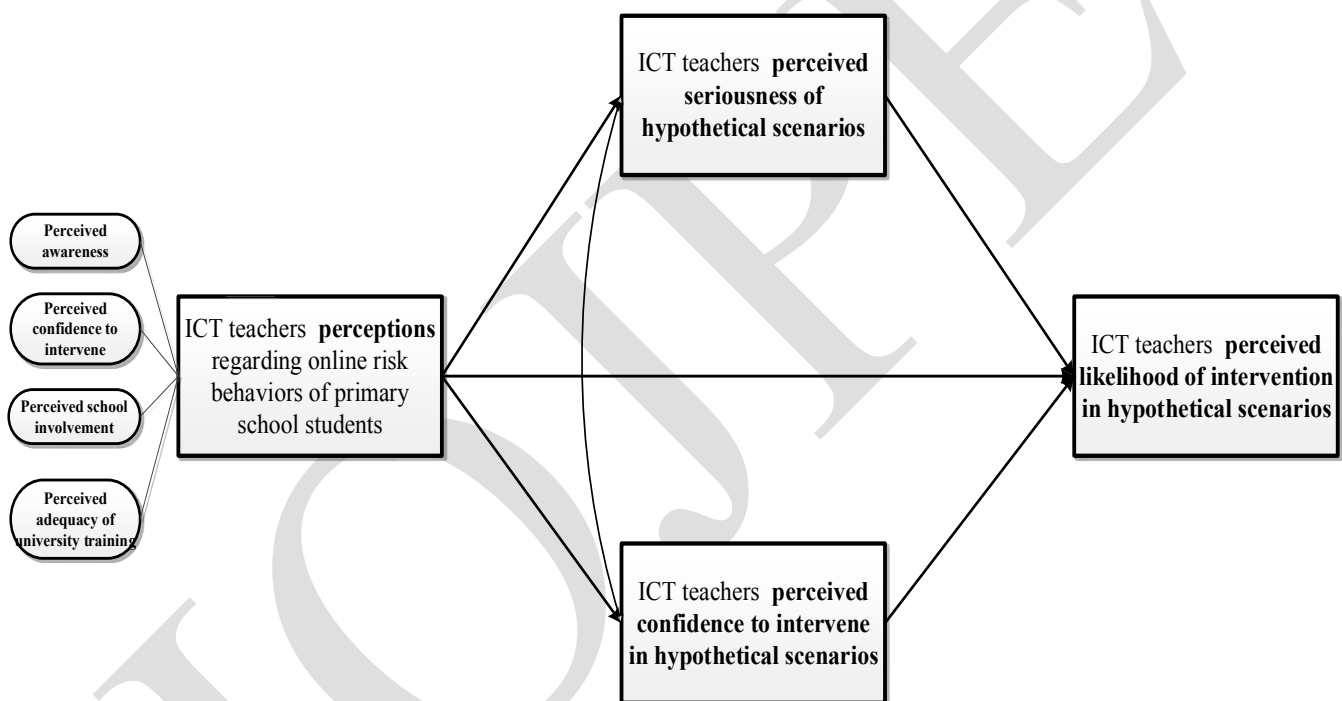 ICT teachers perceived
seriousness of
hypothetical scenarios
Perceived
awareness
Perceived
confidence to
intervene
Perceived school
involvement
Perceived
adequacy of
university training
ICT teachers perceptions
regarding online risk
behaviors of primary
school students
ICT teachers perceived
likelihood of intervention
in hypothetical scenarios
ICT teachers perceived
confidence to intervene
in hypothetical scenarios